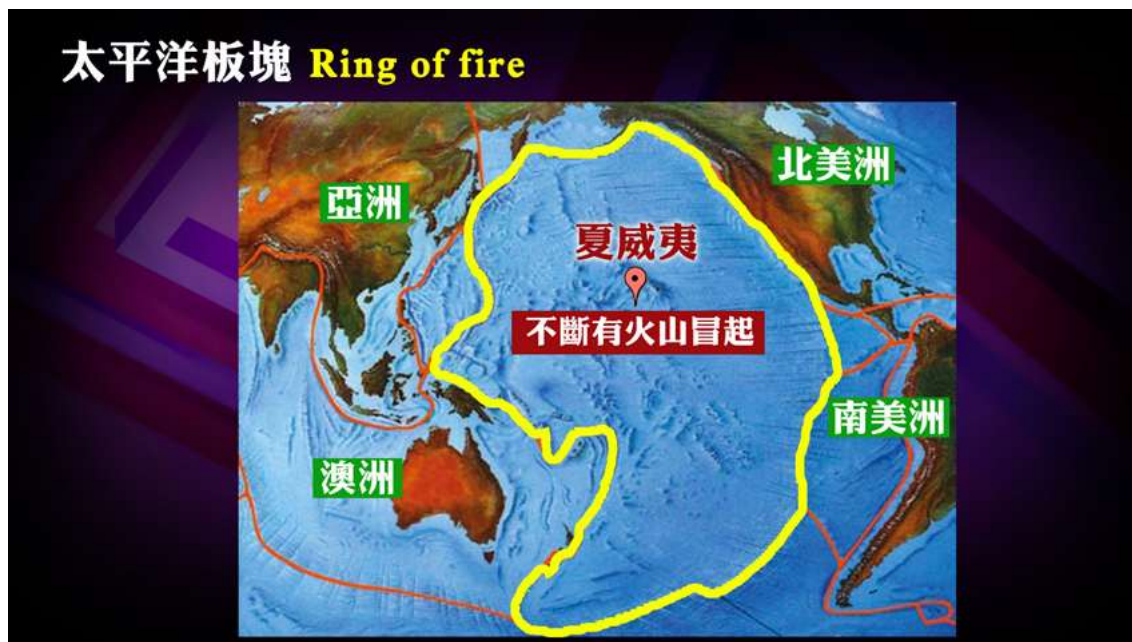 太平洋板塊 Ring of fire
北美洲
亞洲
夏威夷
不斷有火山冒起
南美洲
澳洲